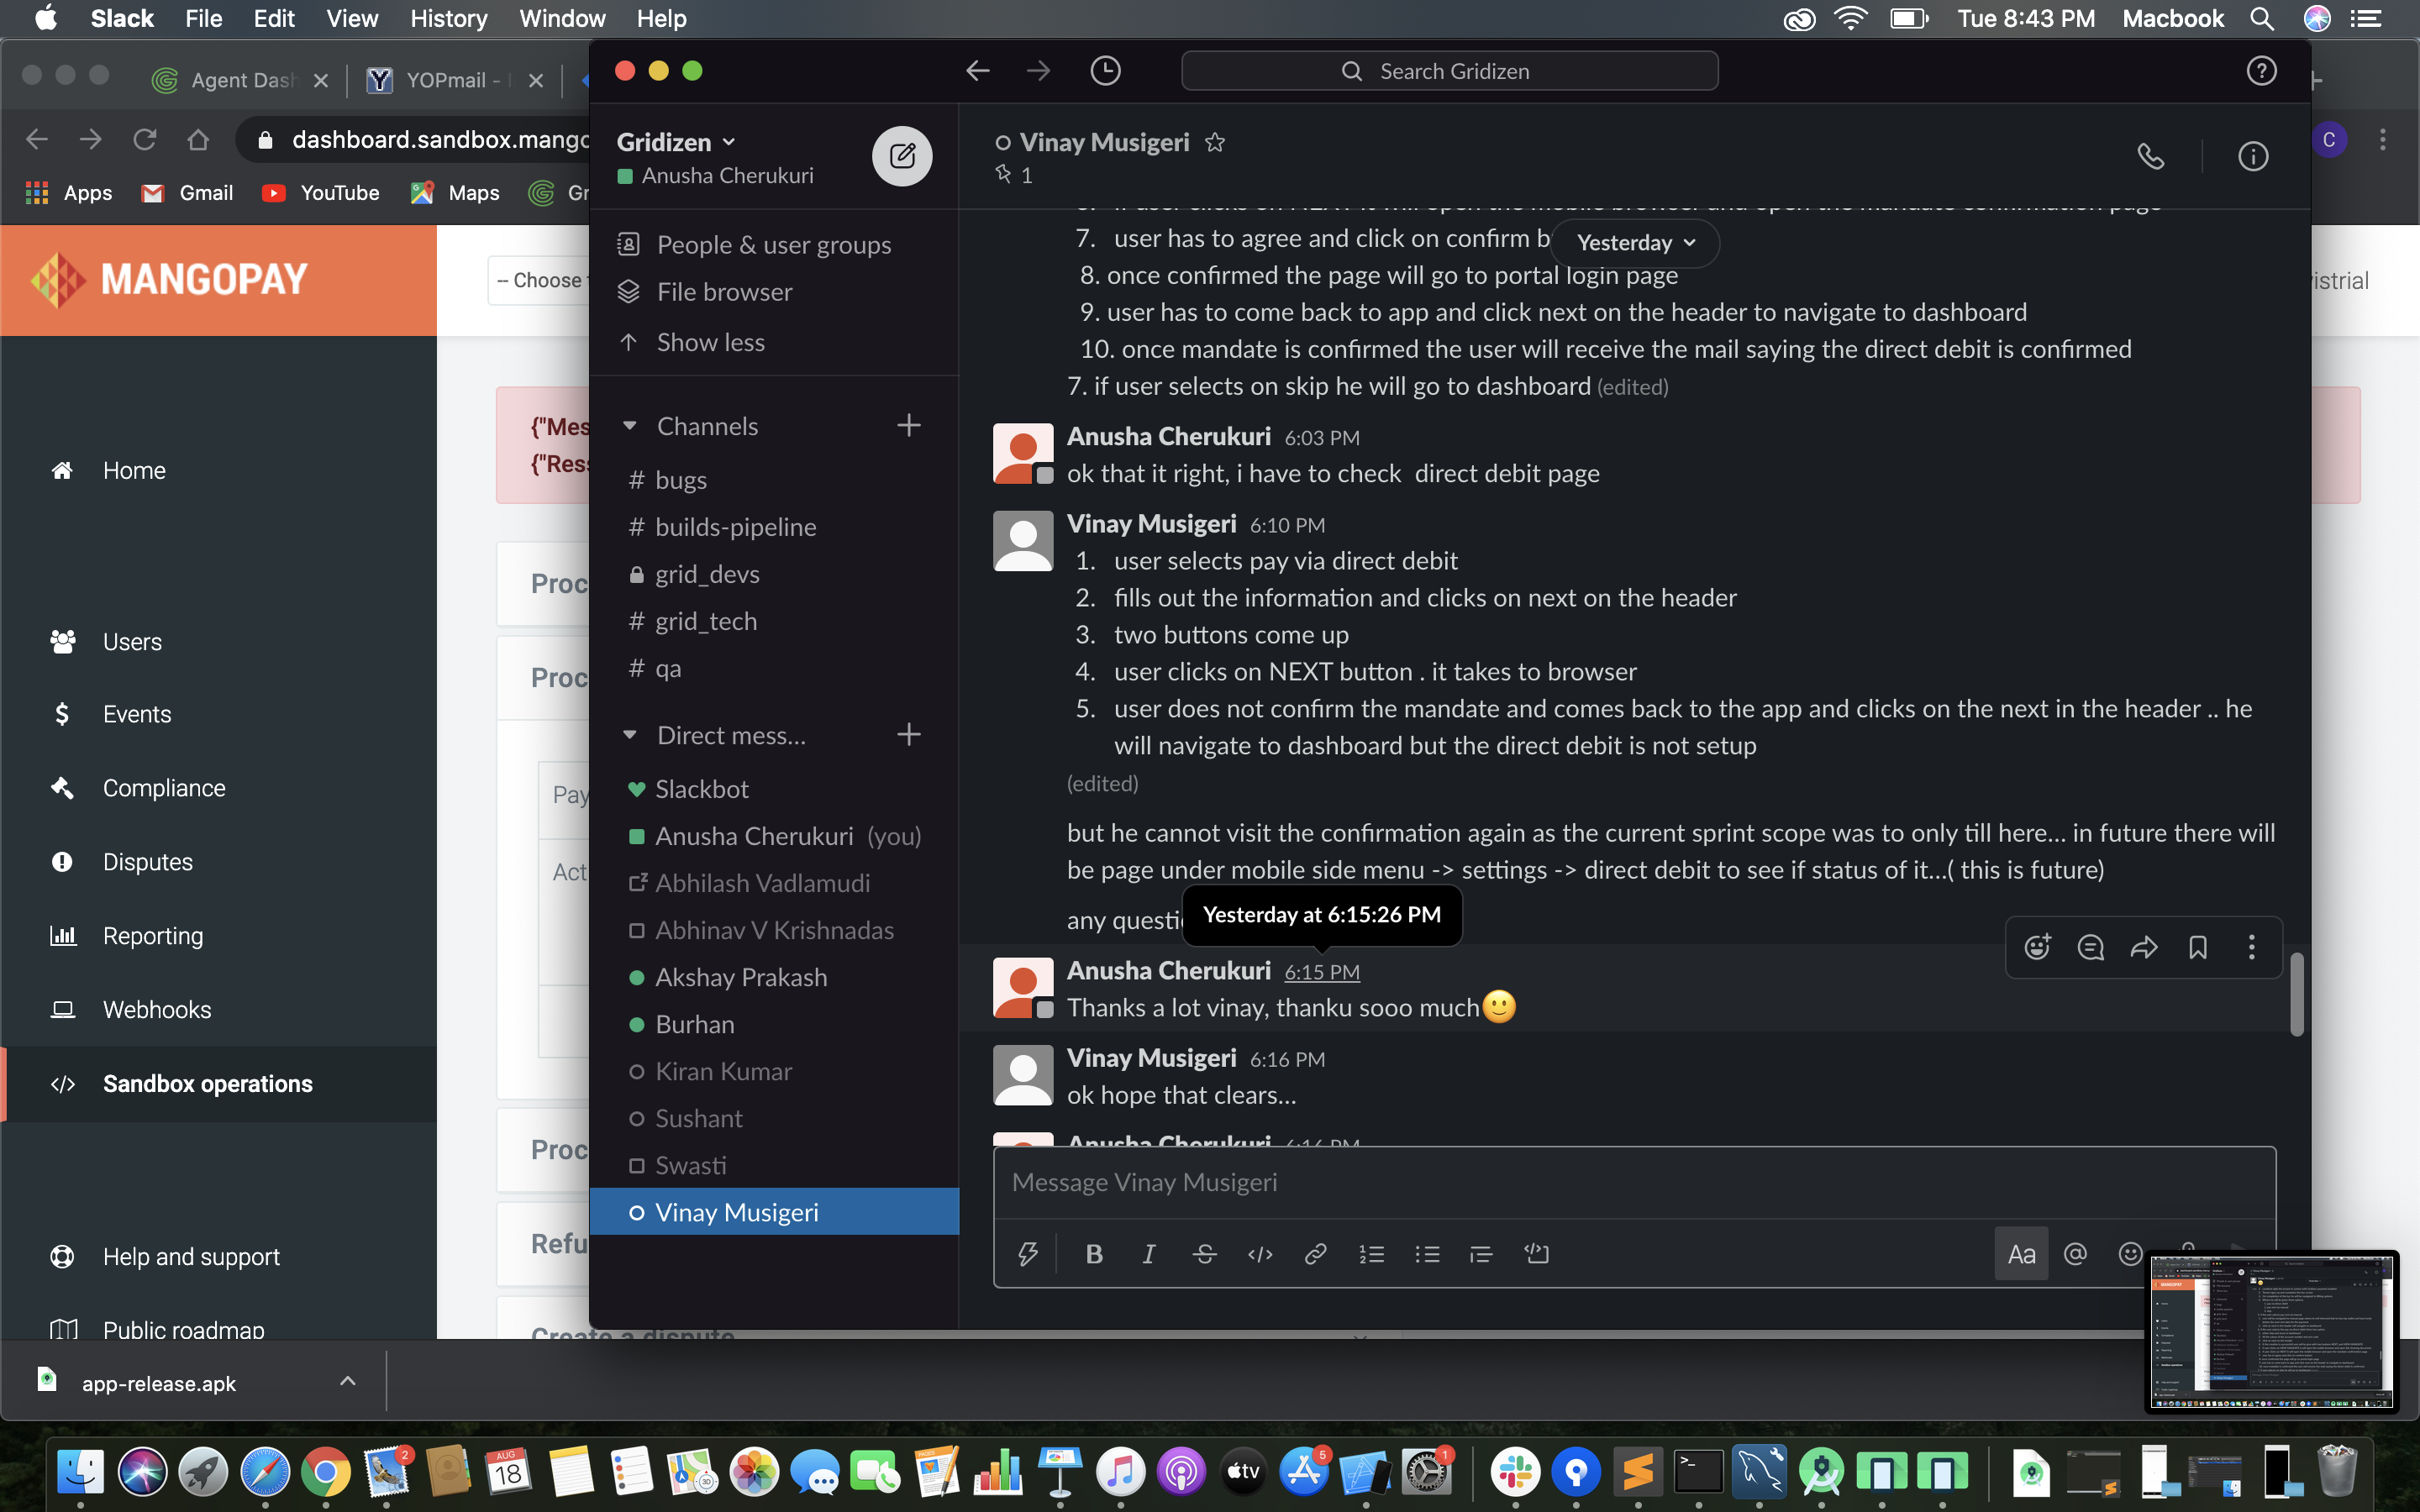 Slack File Edit View History Window Help
Tue 8:43 PM Macbook
Agent Dash
YOPmail -
dashboard.sandbox.mango
Apps Gmail YouTube Maps Gr
MANGOPAY
-- Choose
istrial
Home
Users
Events
Compliance
Disputes
Reporting
Webhooks
Sandbox operations
Help and support
Public roadmap
{"Mes
{"Ress
Proc
Proc
Pay
Act
Proc
Refu
Create a dispute
app-release.apk
Search Gridizen
Gridizen
Anusha Cherukuri
People & user groups
File browser
Show less
Channels
# bugs
# builds-pipeline
grid_devs
# grid_tech
# qa
Direct mess...
Slackbot
Anusha Cherukuri (you)
Abhilash Vadlamudi
Abhinav V Krishnadas
Akshay Prakash
Burhan
Kiran Kumar
Sushant
Swasti
Vinay Musigeri
Vinay Musigeri
1
Yesterday
7. user has to agree and click on confirm b
8. once confirmed the page will go to portal login page
9. user has to come back to app and click next on the header to navigate to dashboard
10. once mandate is confirmed the user will receive the mail saying the direct debit is confirmed
7. if user selects on skip he will go to dashboard (edited)
Anusha Cherukuri 6:03 PM
ok that it right, i have to check direct debit page
Vinay Musigeri 6:10 PM
1. user selects pay via direct debit
2. fills out the information and clicks on next on the header
3. two buttons come up
4. user clicks on NEXT button . it takes to browser
5. user does not confirm the mandate and comes back to the app and clicks on the next in the header .. he
will navigate to dashboard but the direct debit is not setup
(edited)
but he cannot visit the confirmation again as the current sprint scope was to only till here... in future there will
be page under mobile side menu -> settings -> direct debit to see if status of it...( this is future)
any questi
Yesterday at 6:15:26 PM
Anusha Cherukuri 6:15 PM
Thanks a lot vinay, thanku sooo much🙂
Vinay Musigeri 6:16 PM
ok hope that clears...
Anusha Cherukuri 6:16 PM
Message Vinay Musigeri
B I Aa @
C
2
AUG
18
tv
5
1